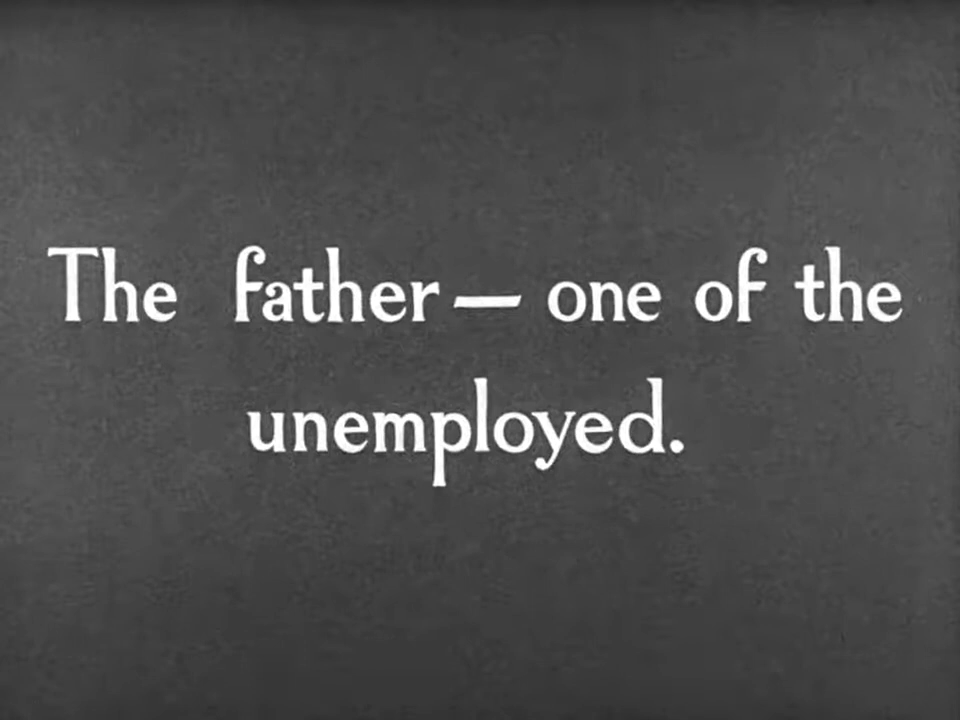 The father — one of the
unemployed.